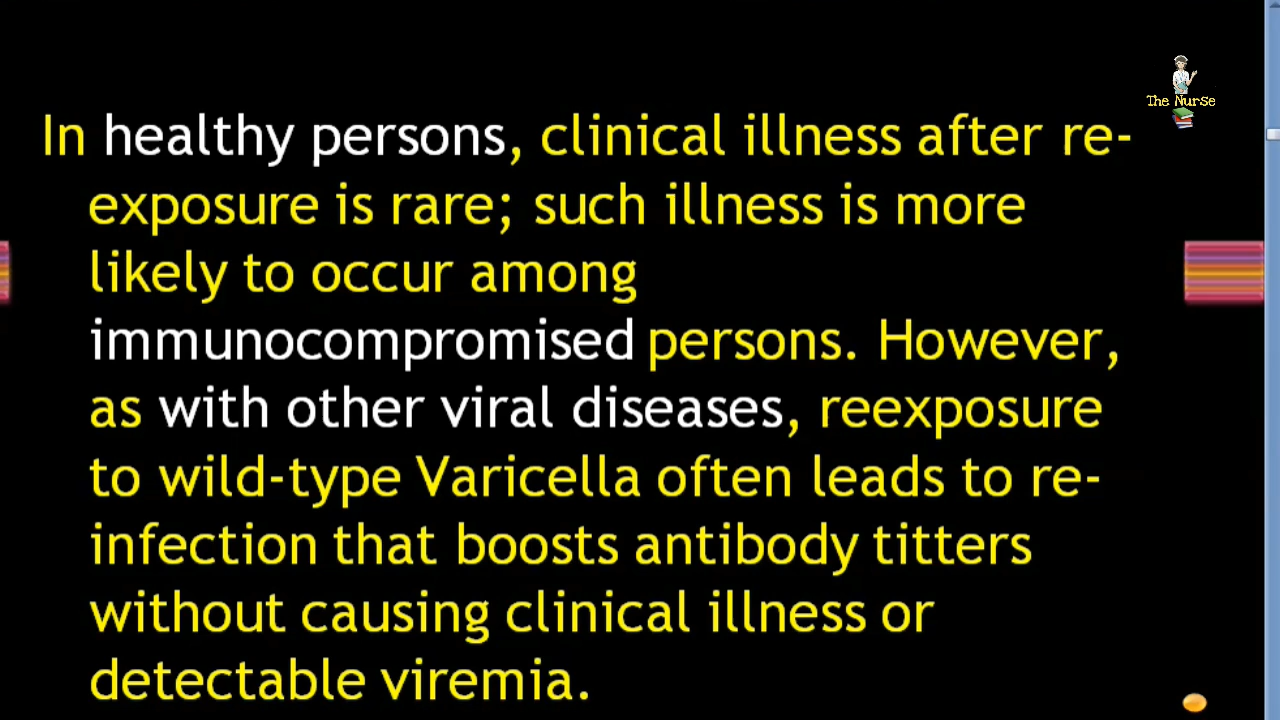 The Nurse
In healthy persons, clinical illness after re-
exposure is rare; such illness is more
likely to occur among
immunocompromised persons. However,
as with other viral diseases, reexposure
to wild-type Varicella often leads to re-
infection that boosts antibody titters
without causing clinical illness or
detectable viremia.